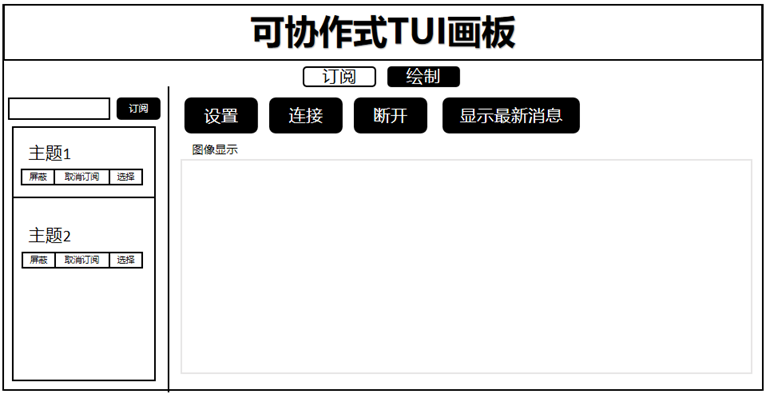 可协作式TUI画板
订阅 绘制
订阅
设置 连接 断开 显示最新消息
图像显示
主题1
屏蔽 取消订阅 选择
主题2
屏蔽 取消订阅 选择